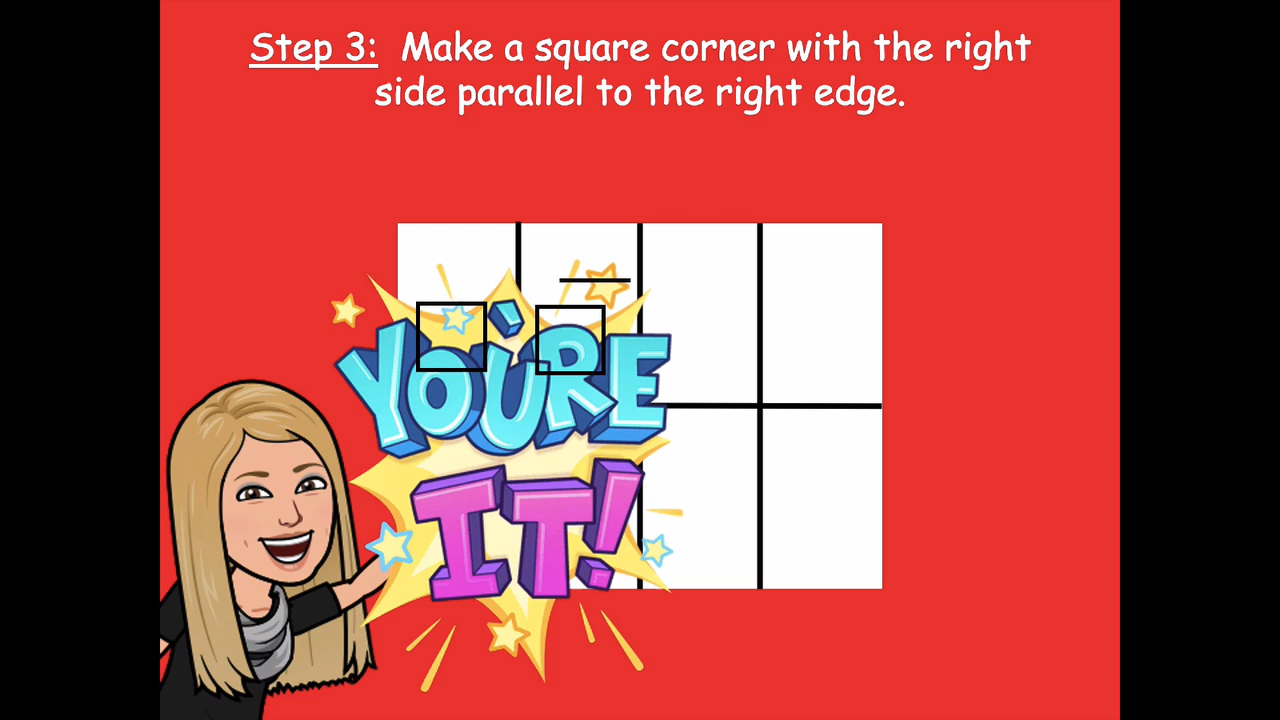 Step 3: Make a square corner with the right
side parallel to the right edge.
YOU'RE
IT!